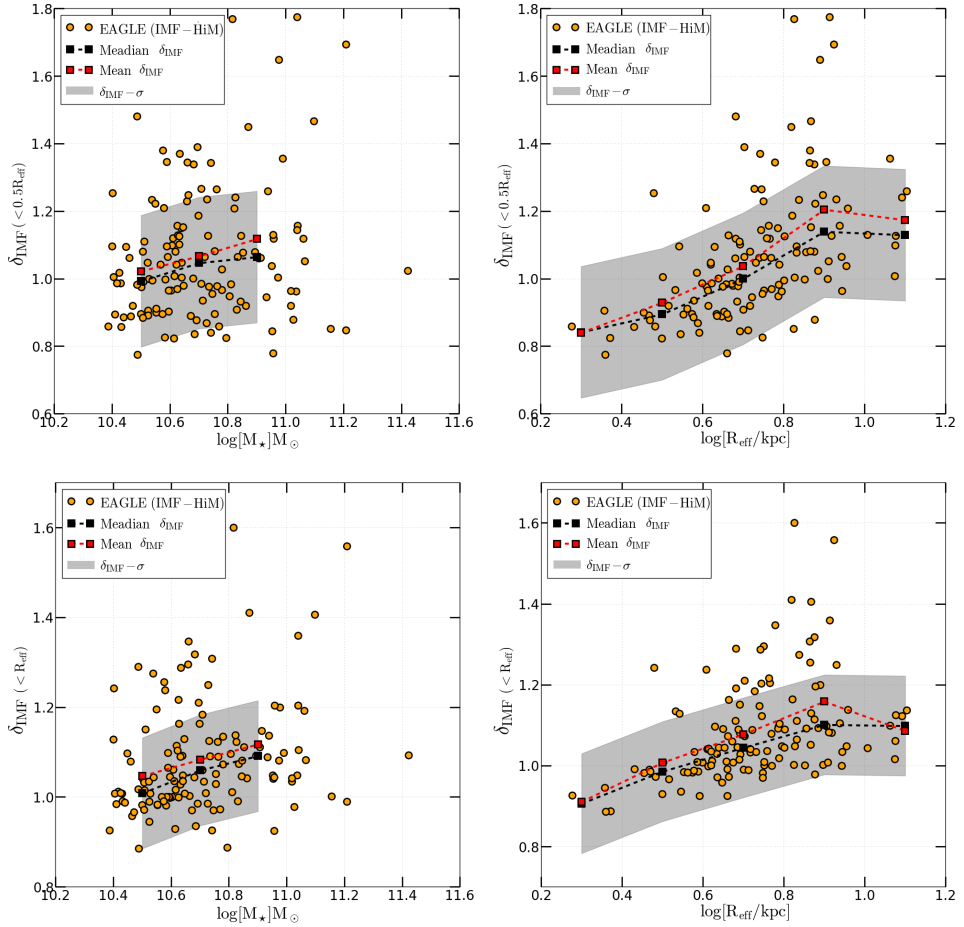 1.8
1.6
1.4
1.2
1.0
0.8
0.6
δIMF (<0.5Reff)
EAGLE (IMF−HiM)
Meadian δIMF
Mean δIMF
δIMF−σ
10.2 10.4 10.6 10.8 11.0 11.2 11.4 11.6
log[M⋆]M⊙
1.8
1.6
1.4
1.2
1.0
0.8
0.6
δIMF (<0.5Reff)
EAGLE (IMF−HiM)
Meadian δIMF
Mean δIMF
δIMF−σ
0.2 0.4 0.6 0.8 1.0 1.2
log[Reff/kpc]
1.6
1.4
1.2
1.0
0.8
δIMF (<Reff)
EAGLE (IMF−HiM)
Meadian δIMF
Mean δIMF
δIMF−σ
10.2 10.4 10.6 10.8 11.0 11.2 11.4 11.6
log[M⋆]M⊙
1.6
1.4
1.2
1.0
0.8
δIMF (<Reff)
EAGLE (IMF−HiM)
Meadian δIMF
Mean δIMF
δIMF−σ
0.2 0.4 0.6 0.8 1.0 1.2
log[Reff/kpc]